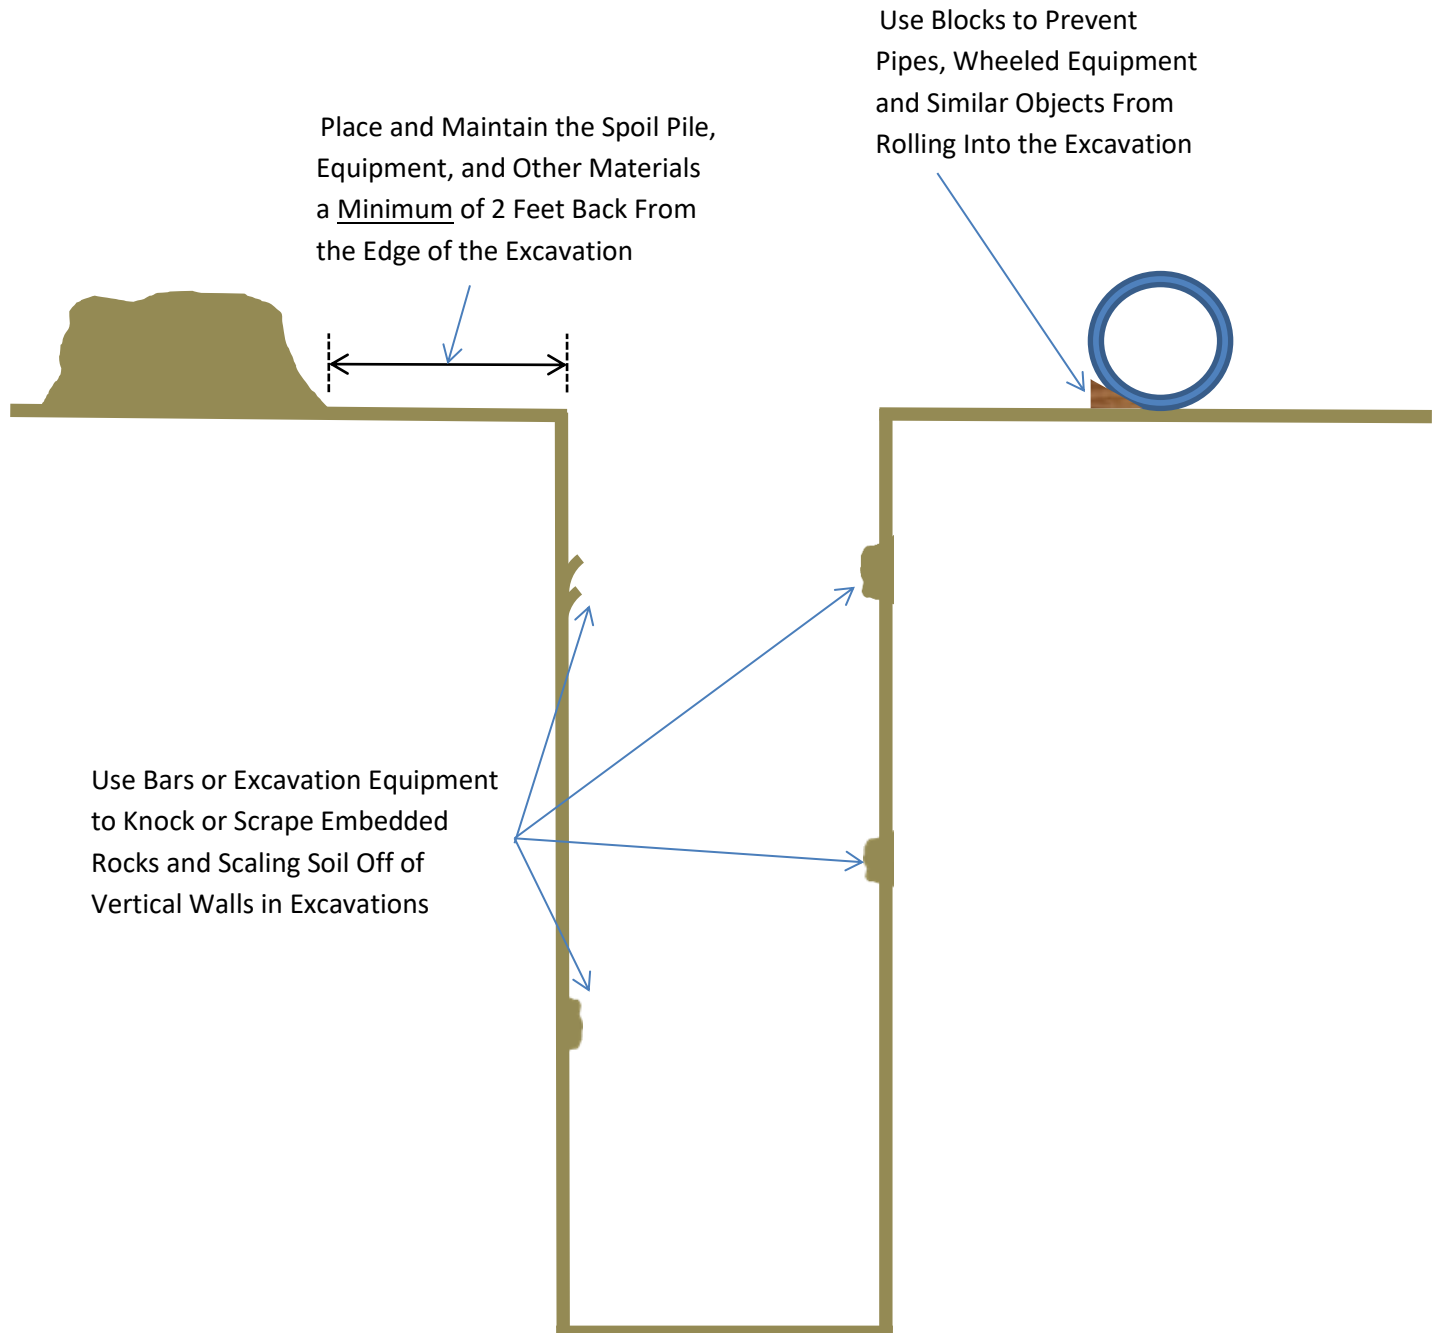 Use Blocks to Prevent
Pipes, Wheeled Equipment
and Similar Objects From
Rolling Into the Excavation
Place and Maintain the Spoil Pile,
Equipment, and Other Materials
a Minimum of 2 Feet Back From
the Edge of the Excavation
Use Bars or Excavation Equipment
to Knock or Scrape Embedded
Rocks and Scaling Soil Off of
Vertical Walls in Excavations